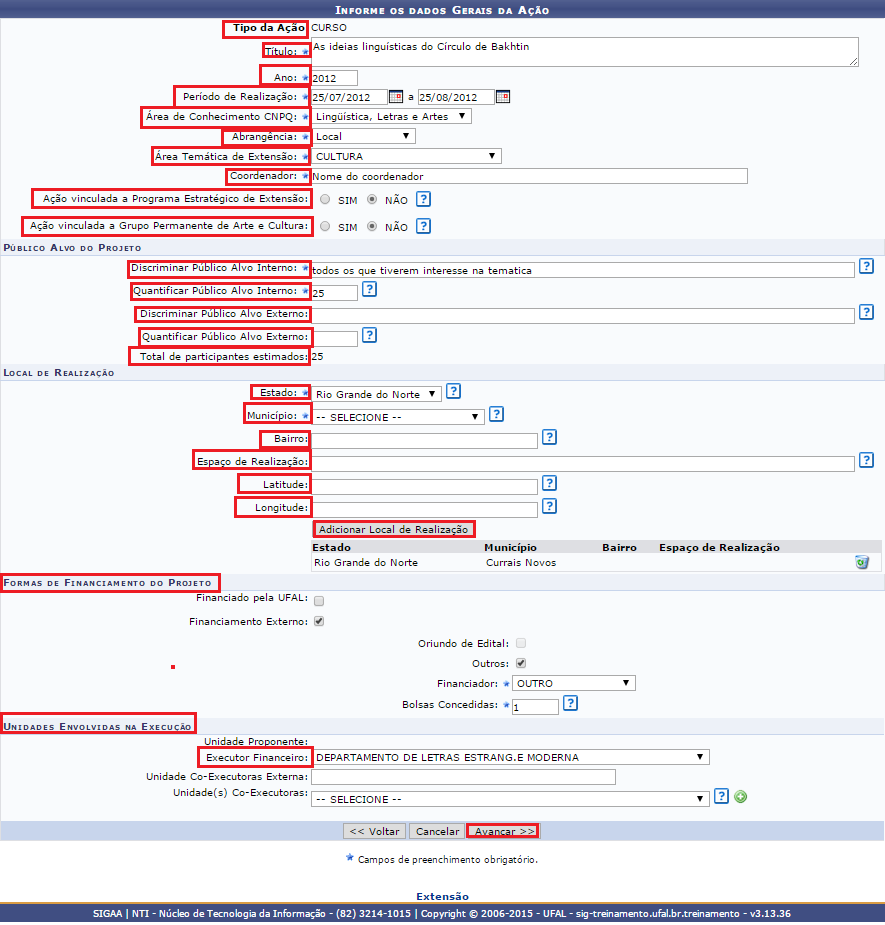 Informe os dados Gerais da Ação
Tipo da Ação CURSO
Título: As ideias linguísticas do Círculo de Bakhtin
Ano: 2012
Período de Realização: 25/07/2012 a 25/08/2012
Área de Conhecimento CNPQ: Lingüística, Letras e Artes
Abrangência: Local
Área Temática de Extensão: CULTURA
Coordenador: Nome do coordenador
Ação vinculada a Programa Estratégico de Extensão: SIM NÃO ?
Ação vinculada a Grupo Permanente de Arte e Cultura: SIM NÃO ?
Público Alvo do Projeto
Discriminar Público Alvo Interno: todos os que tiverem interesse na tematica ?
Quantificar Público Alvo Interno: 25 ?
Discriminar Público Alvo Externo: ?
Quantificar Público Alvo Externo: ?
Total de participantes estimados: 25
Local de Realização
Estado: Rio Grande do Norte ?
Município: -- SELECIONE -- ?
Bairro: ?
Espaço de Realização: ?
Latitude: ?
Longitude: ?
Adicionar Local de Realização
Estado Município Bairro Espaço de Realização
Rio Grande do Norte Currais Novos
Formas de Financiamento do Projeto
Financiado pela UFAL:
Financiamento Externo:
Oriundo de Edital:
Outros:
Financiador: OUTRO
Bolsas Concedidas: 1 ?
Unidades Envolvidas na Execução
Unidade Proponente:
Executor Financeiro: DEPARTAMENTO DE LETRAS ESTRANG.E MODERNA
Unidade Co-Executoras Externa:
Unidade(s) Co-Executoras: -- SELECIONE -- ?
<< Voltar Cancelar Avançar >>
Campos de preenchimento obrigatório.
Extensão
SIGAA | NTI - Núcleo de Tecnologia da Informação - (82) 3214-1015 | Copyright © 2006-2015 - UFAL - sig-treinamento.ufal.br.treinamento - v3.13.36